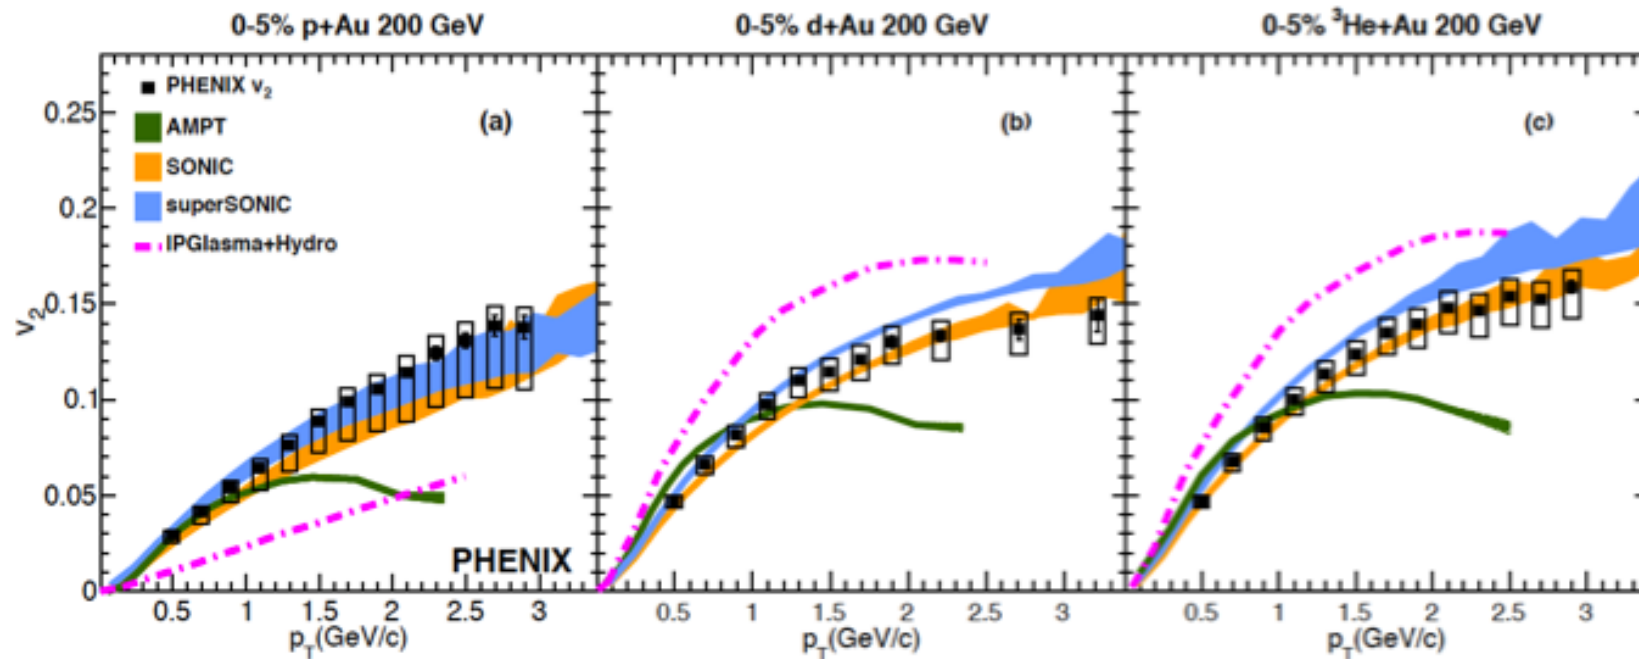 0-5% p+Au 200 GeV
0-5% d+Au 200 GeV
0-5% ³He+Au 200 GeV
PHENIX v₂
AMPT
SONIC
superSONIC
IPGlasma+Hydro
(a)
(b)
(c)
v₂
0.25
0.2
0.15
0.1
0.05
0
PHENIX
0.5 1 1.5 2 2.5 3
0.5 1 1.5 2 2.5 3
0.5 1 1.5 2 2.5 3
p_T(GeV/c)
p_T(GeV/c)
p_T(GeV/c)